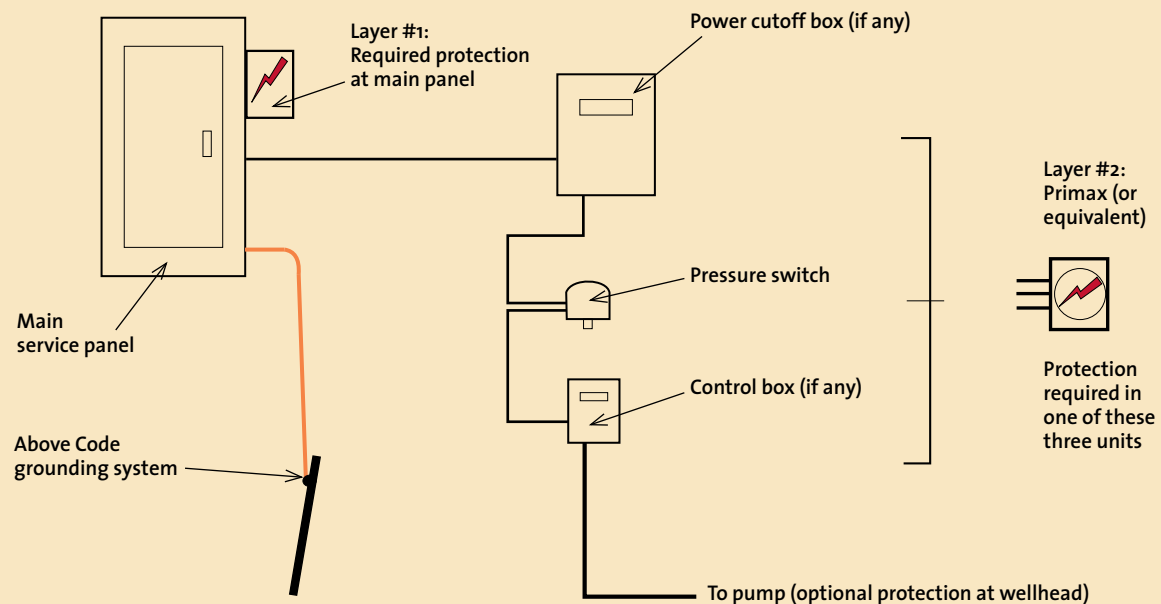 Power cutoff box (if any)
Layer #1:
Required protection
at main panel
Layer #2:
Primax (or
equivalent)
Pressure switch
Main
service panel
Control box (if any)
Protection
required in
one of these
three units
Above Code
grounding system
To pump (optional protection at wellhead)